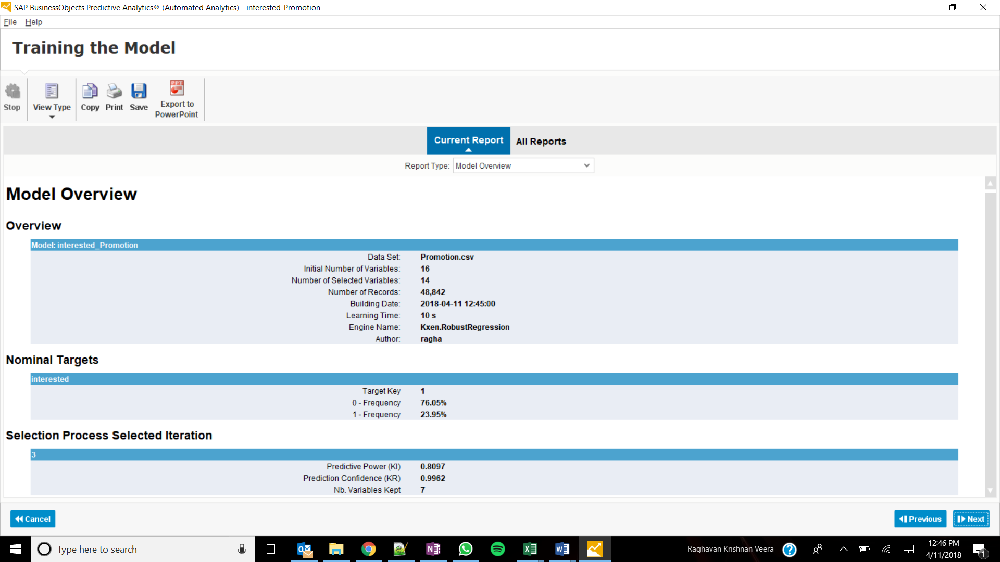 SAP BusinessObjects Predictive Analytics® (Automated Analytics) - interested_Promotion
File Help
Training the Model
Stop
View Type
Copy
Print
Save
PPT
Export to
PowerPoint
Current Report
All Reports
Report Type: Model Overview
Model Overview
Overview
Model: interested_Promotion
Data Set: Promotion.csv
Initial Number of Variables: 16
Number of Selected Variables: 14
Number of Records: 48,842
Building Date: 2018-04-11 12:45:00
Learning Time: 10 s
Engine Name: Kxen.RobustRegression
Author: ragha
Nominal Targets
interested
Target Key 1
0 - Frequency 76.05%
1 - Frequency 23.95%
Selection Process Selected Iteration
3
Predictive Power (KI) 0.8097
Prediction Confidence (KR) 0.9962
Nb. Variables Kept 7
Cancel
Previous
Next
Type here to search
Raghavan Krishnan Veera
12:46 PM
4/11/2018
1